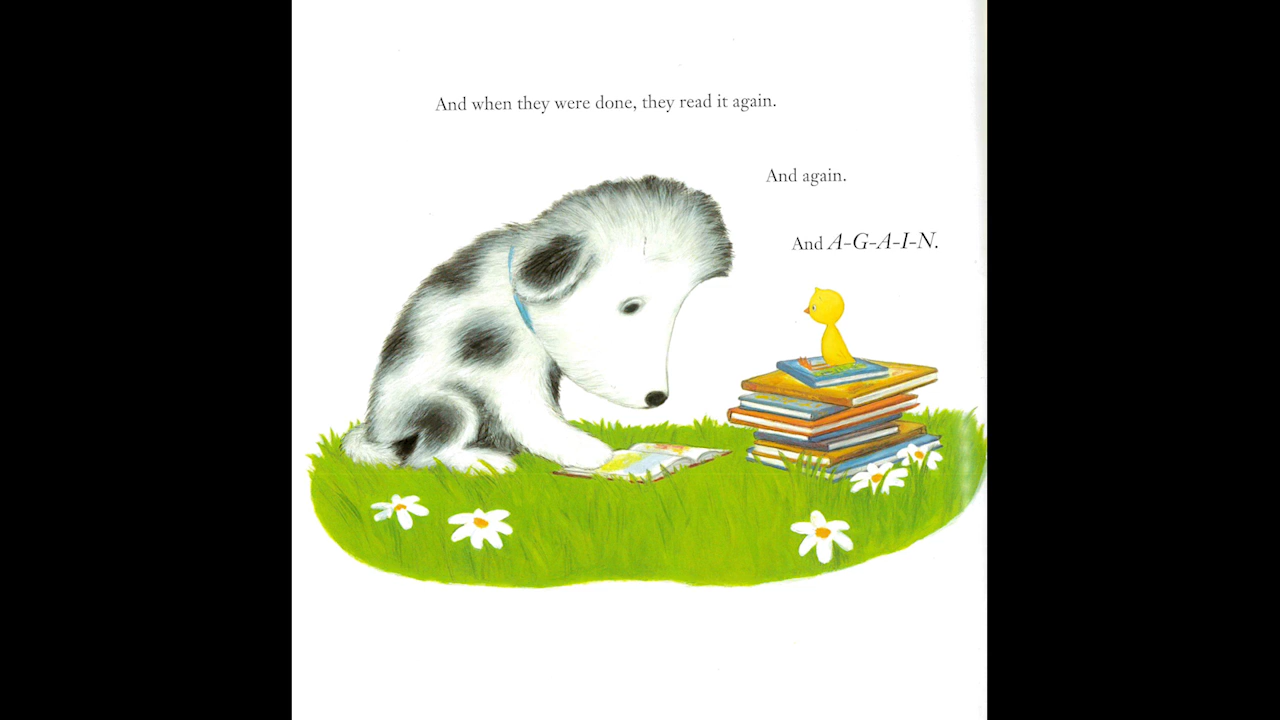 And when they were done, they read it again.
And again.
And A-G-A-I-N.